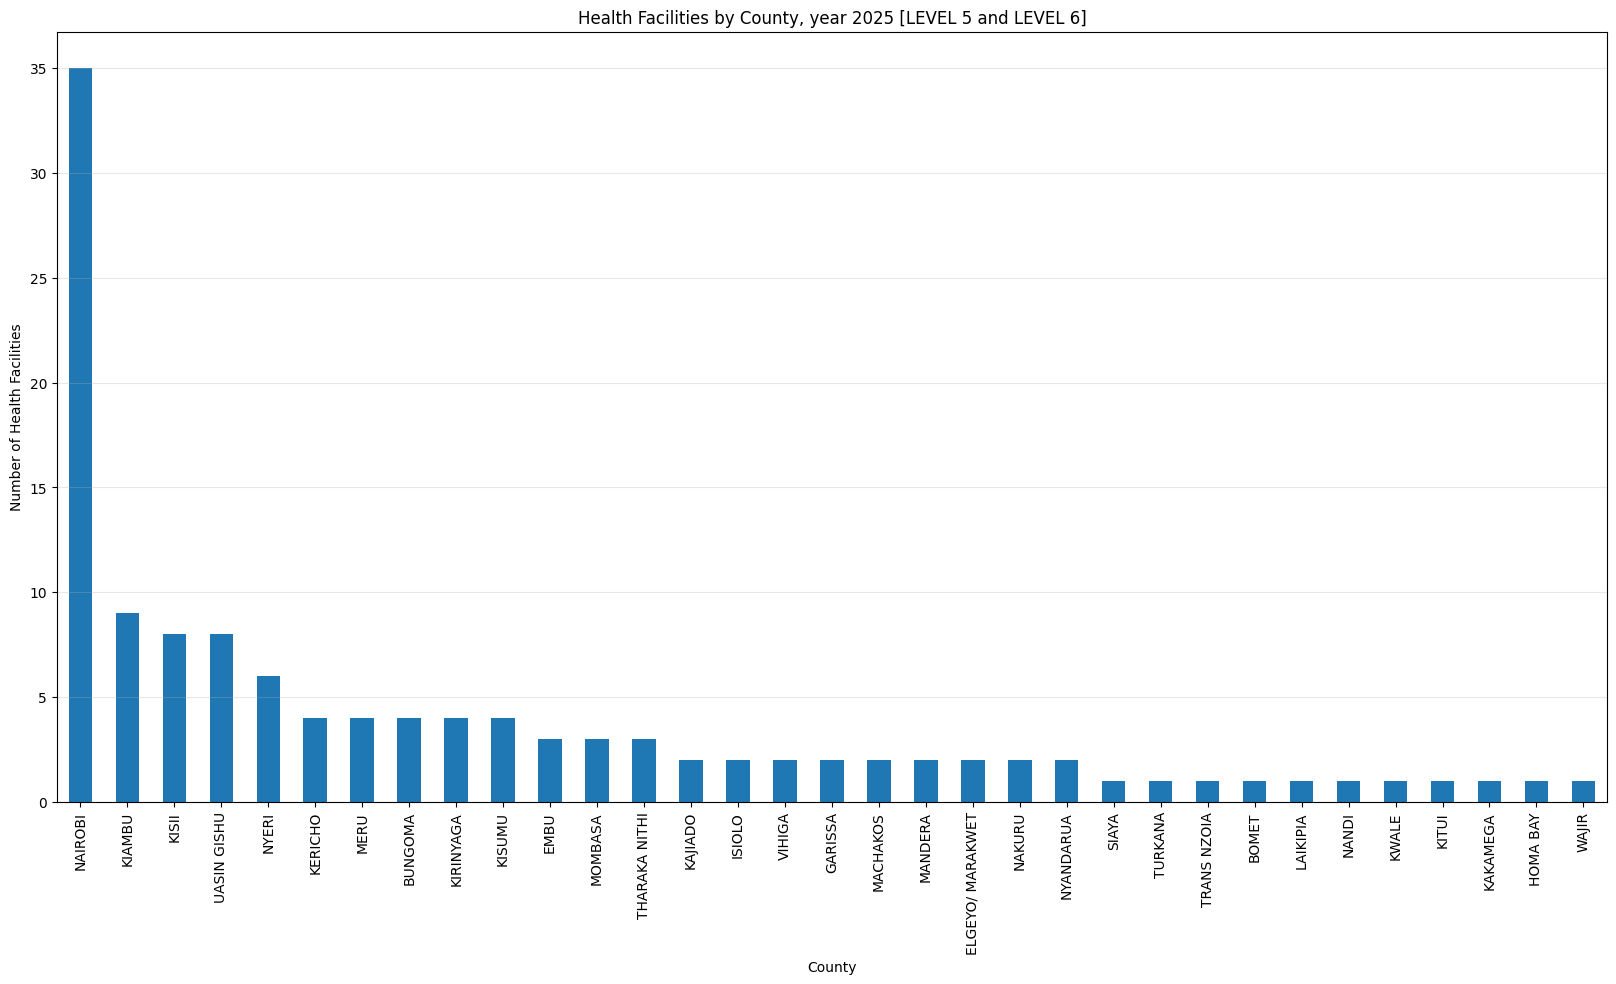 Health Facilities by County, year 2025 [LEVEL 5 and LEVEL 6]
Number of Health Facilities
35
30
25
20
15
10
5
0
NAIROBI
KIAMBU
KISII
UASIN GISHU
NYERI
KERICHO
MERU
BUNGOMA
KIRINYAGA
KISUMU
EMBU
MOMBASA
THARAKA NITHI
KAJIADO
ISIOLO
VIHIGA
GARISSA
MACHAKOS
MANDERA
ELGEYO/ MARAKWET
NAKURU
NYANDARUA
SIAYA
TURKANA
TRANS NZOIA
BOMET
LAIKIPIA
NANDI
KWALE
KITUI
KAKAMEGA
HOMA BAY
WAJIR
County